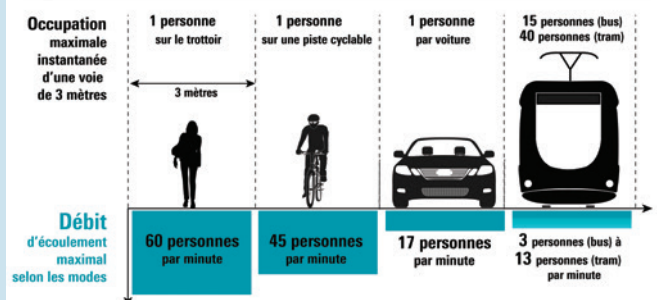 Occupation
maximale
instantanée
d'une voie
de 3 mètres
1 personne
sur le trottoir
1 personne
sur une piste cyclable
1 personne
par voiture
15 personnes (bus)
40 personnes (tram)
3 mètres
Débit
d'écoulement
maximal
selon les modes
60 personnes
par minute
45 personnes
par minute
17 personnes
par minute
3 personnes (bus) à
13 personnes (tram)
par minute